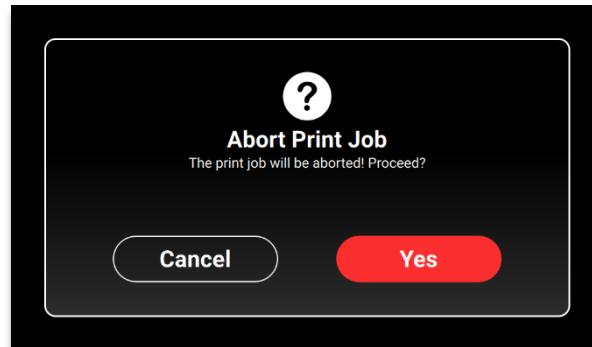 ?
Abort Print Job
The print job will be aborted! Proceed?
Cancel
Yes